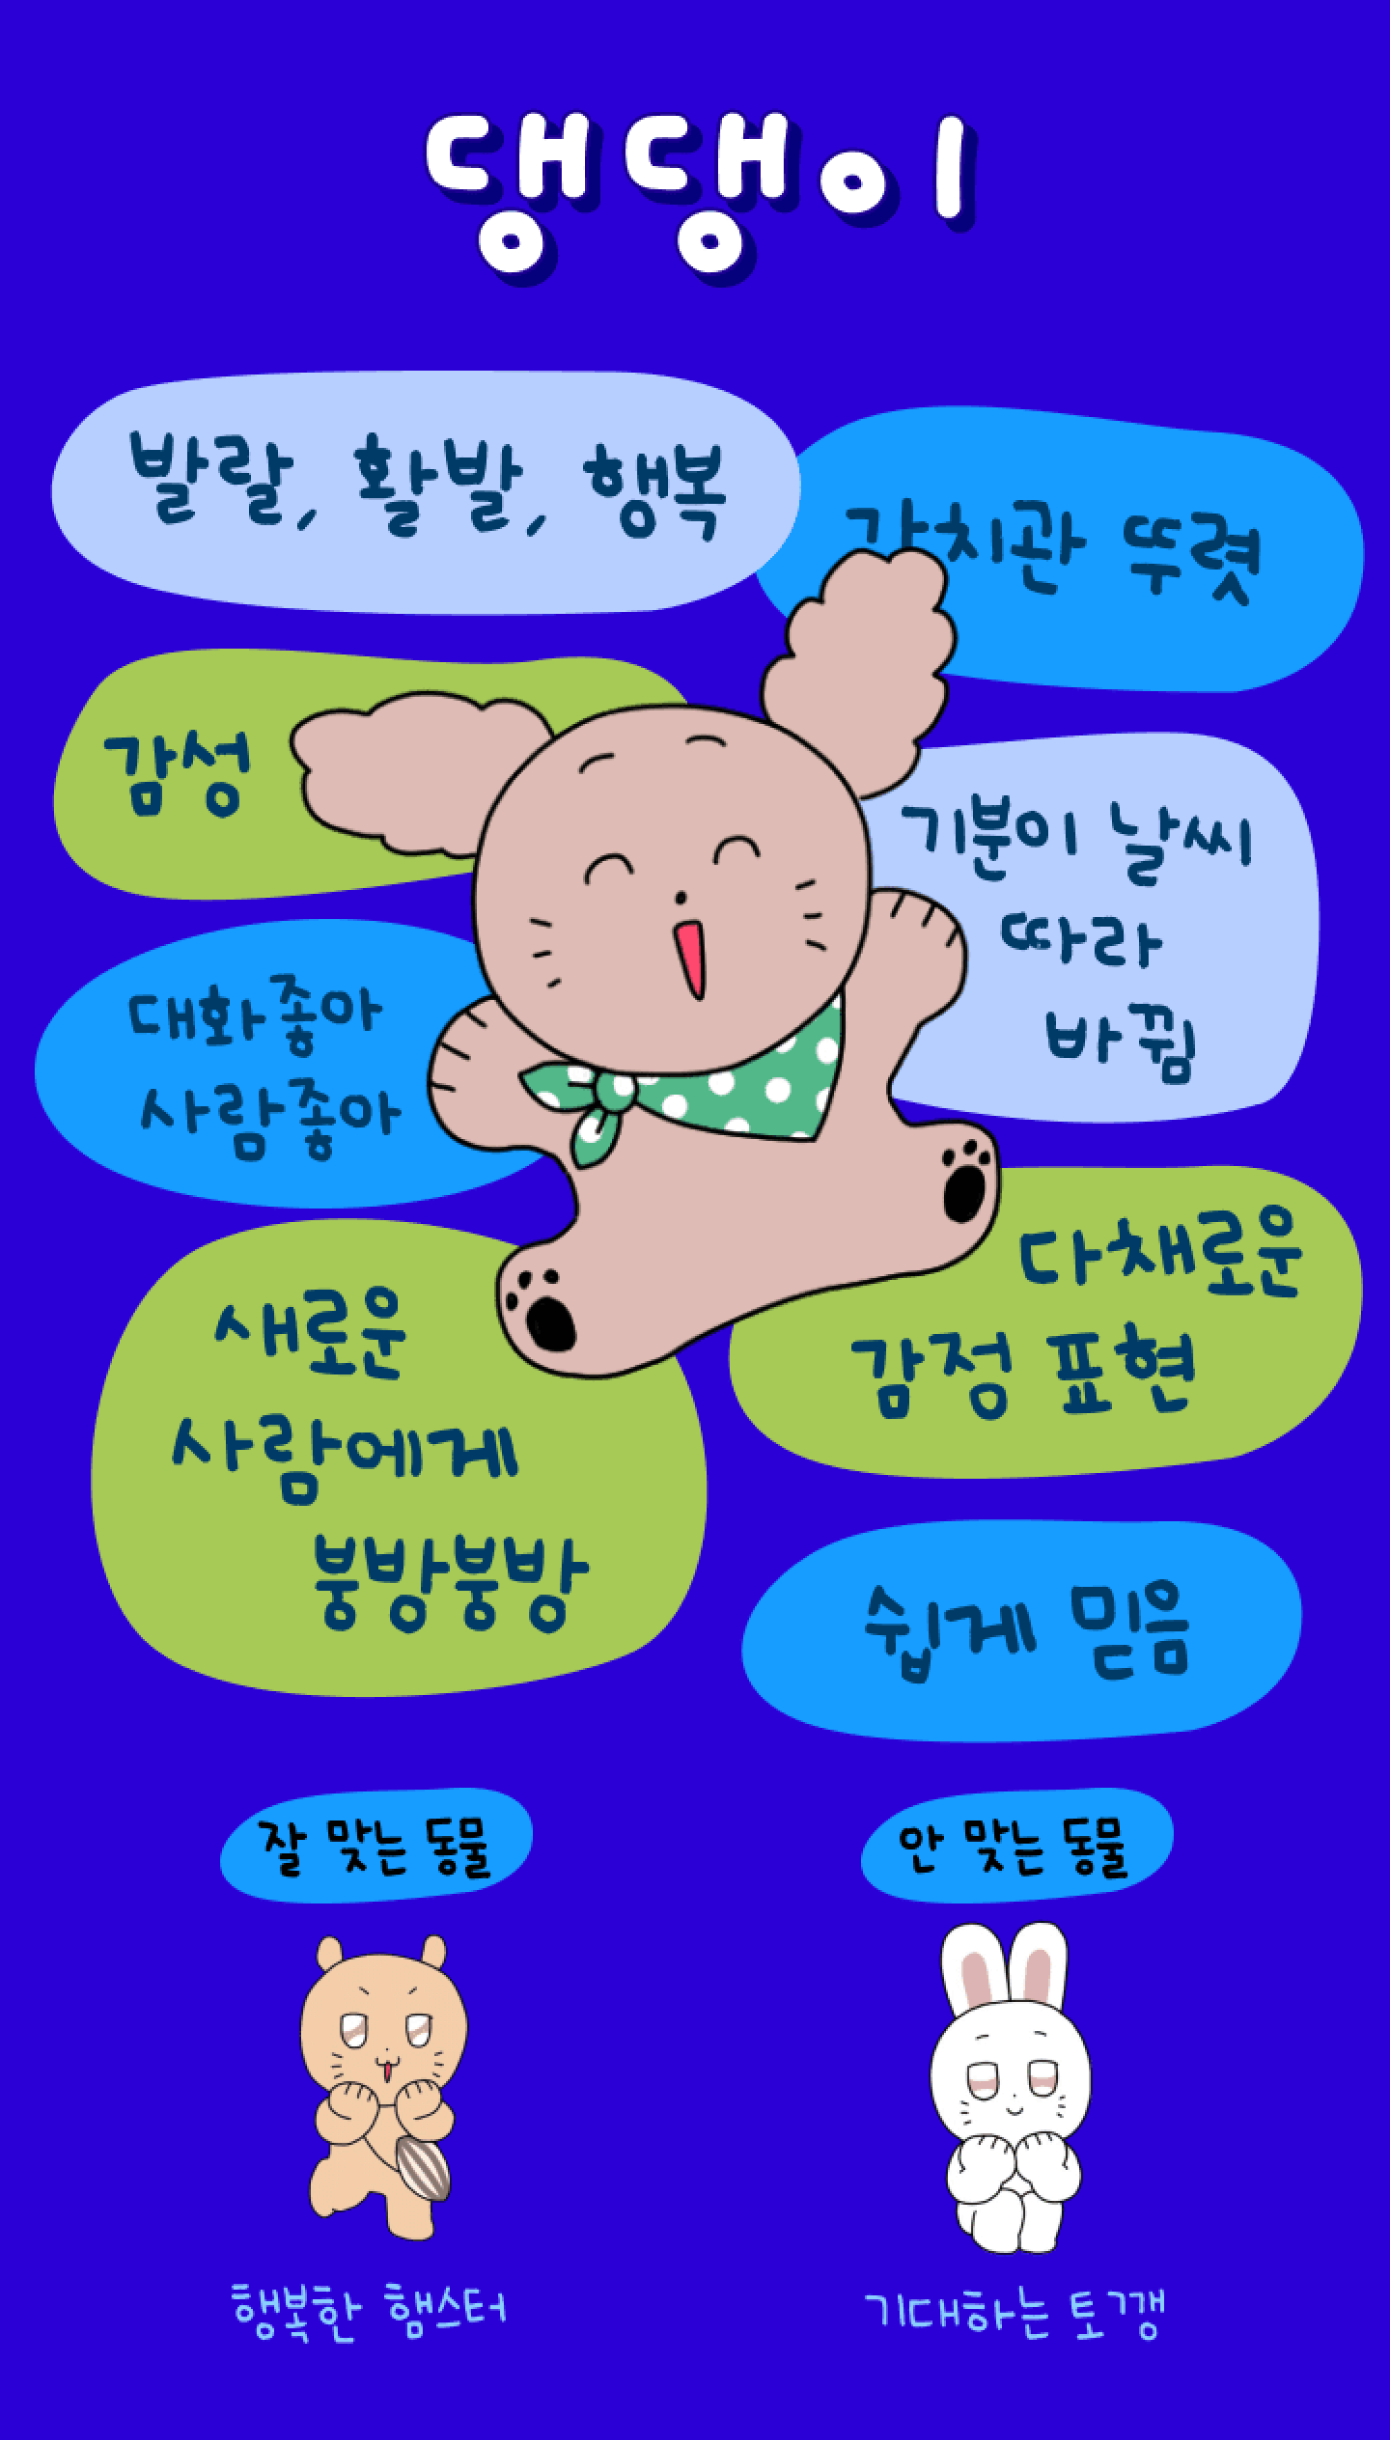 댕댕이
발랄, 활발, 행복
가치관 뚜렷
감성
기분이 날씨
따라
바뀜
대화좋아
사람좋아
다채로운
감정 표현
새로운
사람에게
붕방붕방
쉽게 믿음
잘 맞는 동물
안 맞는 동물
행복한 햄스터
기대하는 토깽